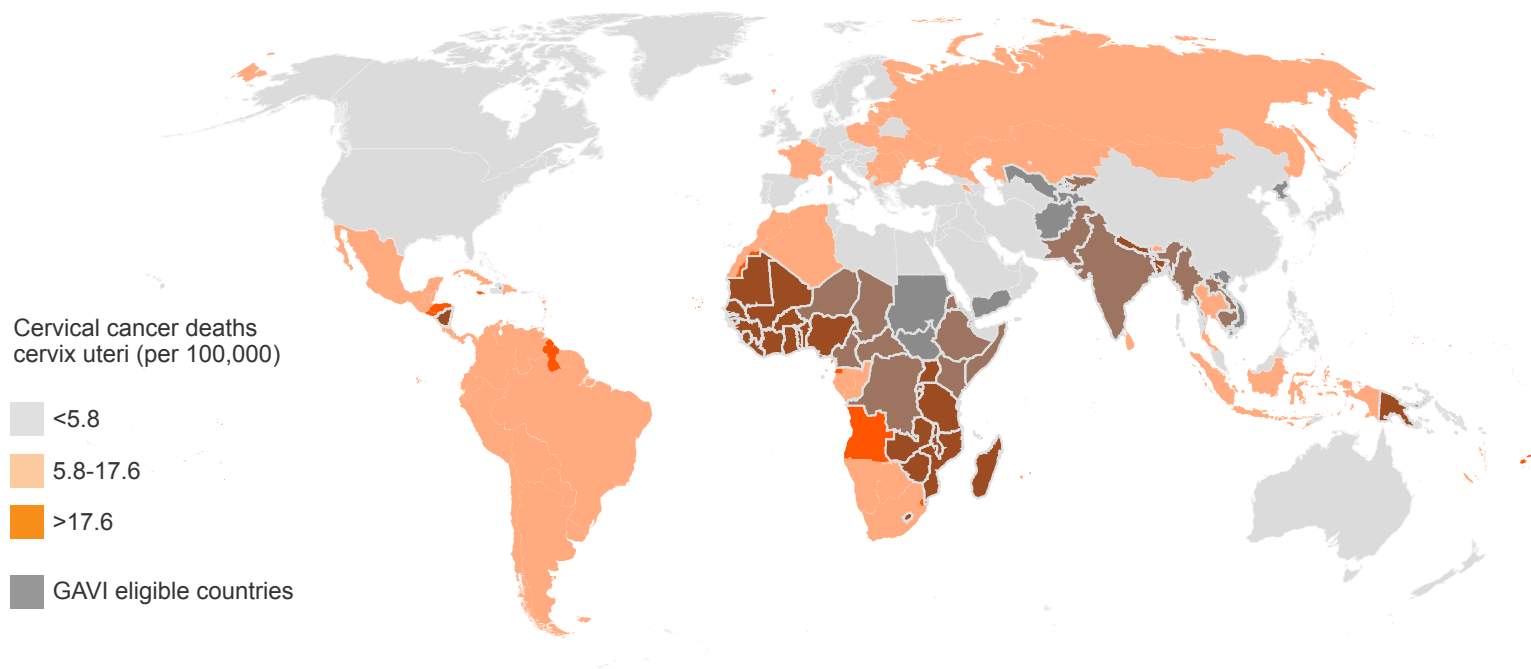 Cervical cancer deaths
cervix uteri (per 100,000)
<5.8
5.8-17.6
>17.6
GAVI eligible countries